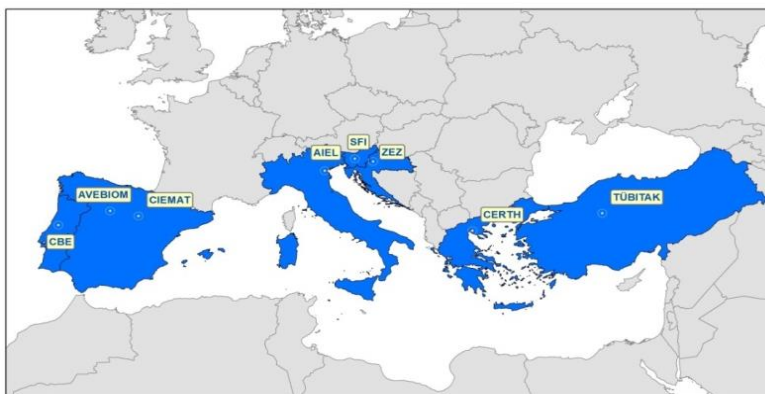 SFI
AIEL
ZEZ
AVEBIOM
CIEMAT
TÜBITAK
CERTH
CBE